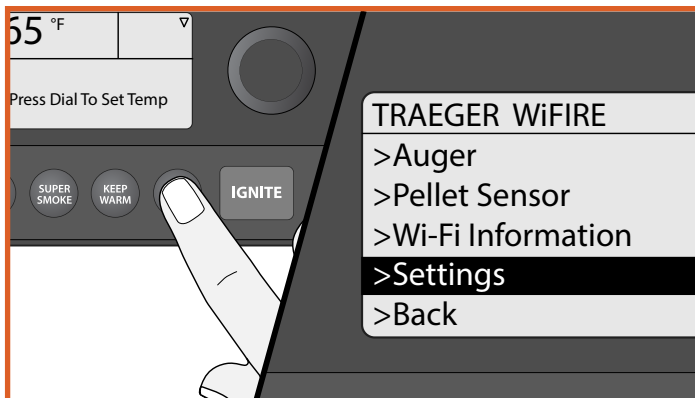 65 °F
Press Dial To Set Temp
SUPER
SMOKE
KEEP
WARM
IGNITE
TRAEGER WiFIRE
>Auger
>Pellet Sensor
>Wi-Fi Information
>Settings
>Back